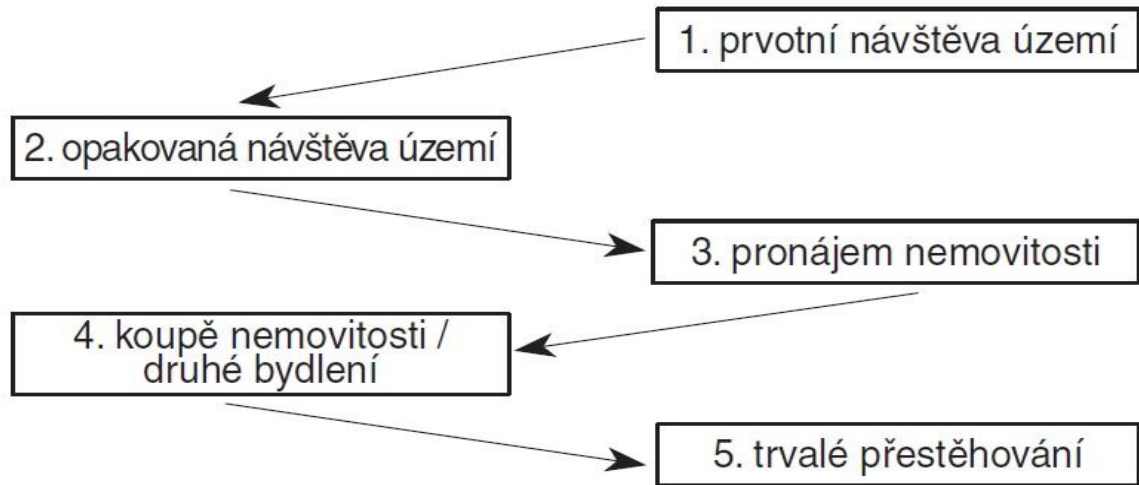 1. prvotní návštěva území
2. opakovaná návštěva území
3. pronájem nemovitosti
4. koupě nemovitosti /
druhé bydlení
5. trvalé přestěhování